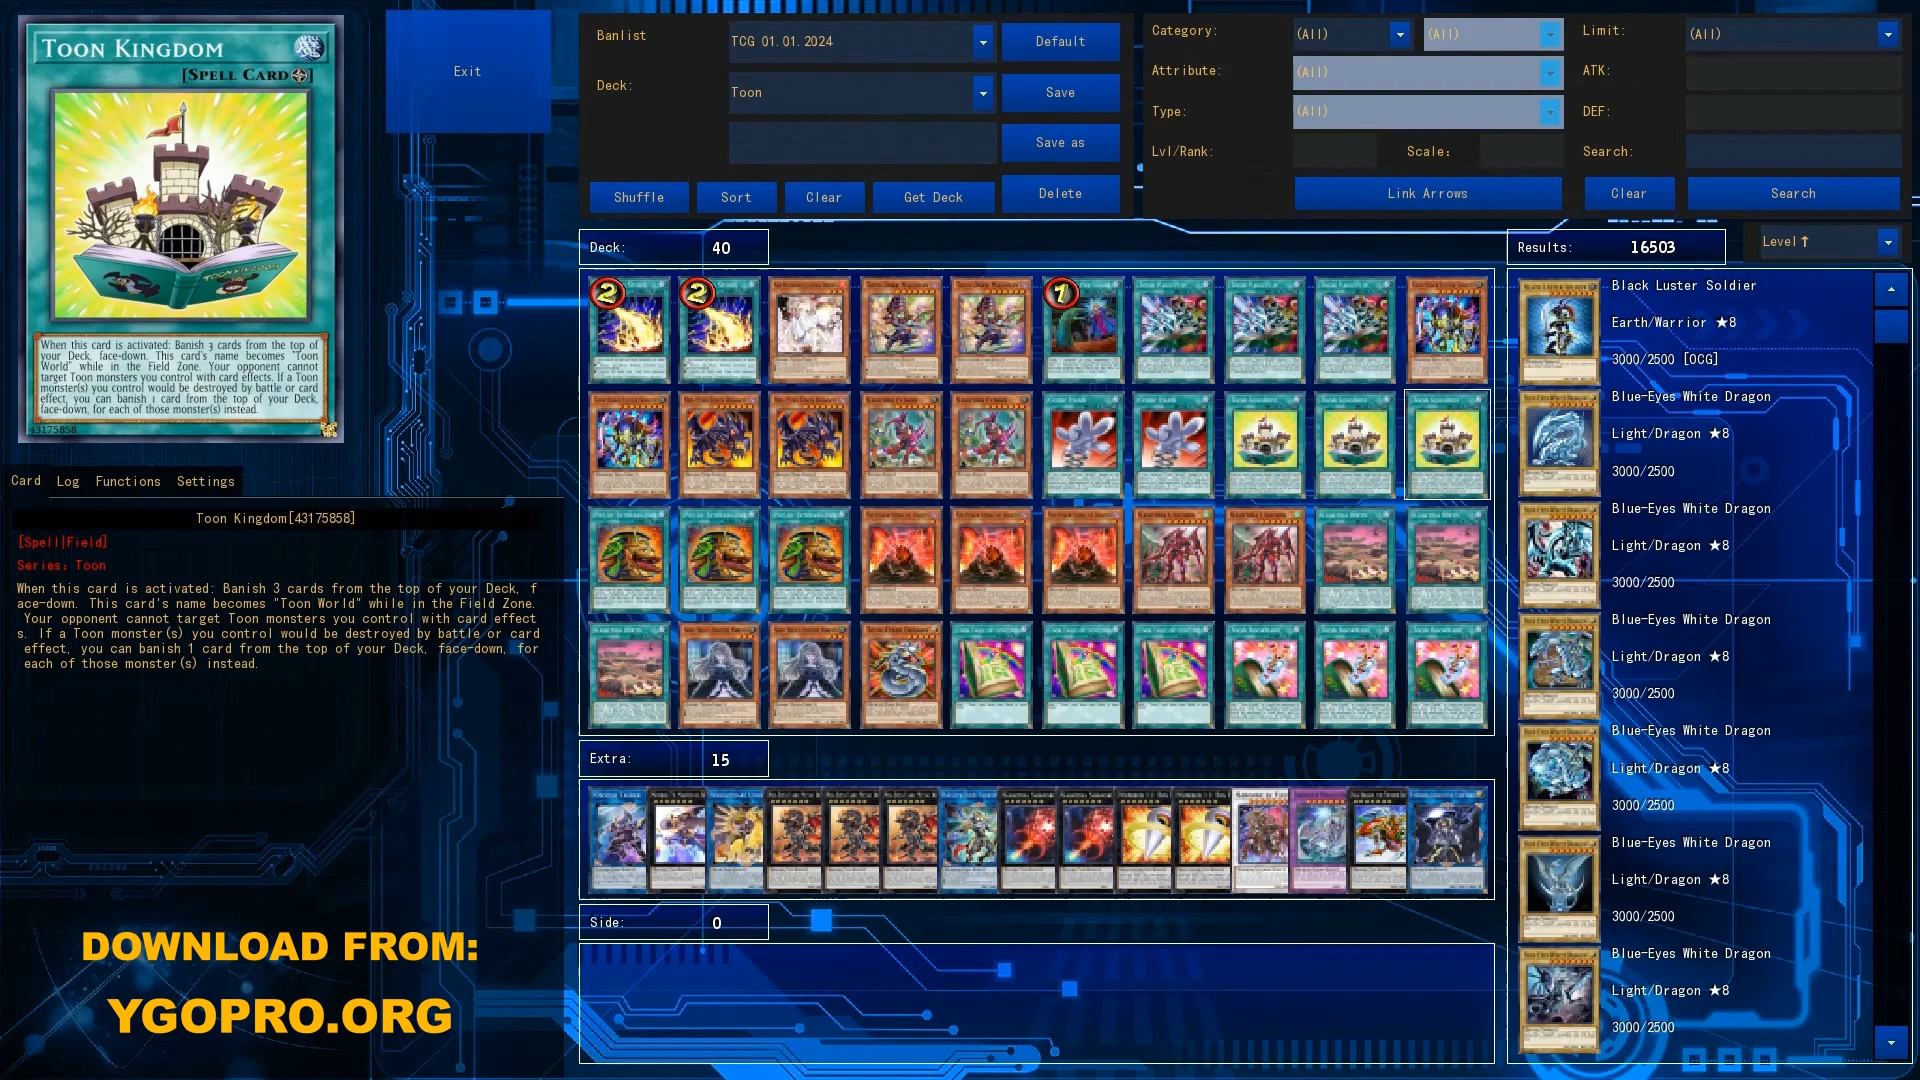 TOON KINGDOM
[SPELL CARD]
When this card is activated: Banish 3 cards from the top of
your Deck, face-down. This card's name becomes "Toon
World" while in the Field Zone. Your opponent cannot
target Toon monsters you control with card effects. If a Toon
monster(s) you control would be destroyed by battle or card
effect, you can banish 1 card from the top of your Deck,
face-down, for each of those monster(s) instead.
43175858
Exit
Card Log Functions Settings
Toon Kingdom[43175858]
[Spell|Field]
Series: Toon
When this card is activated: Banish 3 cards from the top of your Deck, f
ace-down. This card's name becomes "Toon World" while in the Field Zone.
Your opponent cannot target Toon monsters you control with card effect
s. If a Toon monster(s) you control would be destroyed by battle or card
effect, you can banish 1 card from the top of your Deck, face-down, for
each of those monster(s) instead.
DOWNLOAD FROM:
YGOPRO.ORG
Banlist TCG 01.01.2024 Default
Deck: Toon Save
Save as
Shuffle Sort Clear Get Deck Delete
Category: (All) (All) Limit: (All)
Attribute: (All) ATK:
Type: (All) DEF:
Lvl/Rank: Scale: Search:
Link Arrows Clear Search
Deck: 40
2 2 1
Extra: 15
Side: 0
Results: 16503 Level↑
Black Luster Soldier
Earth/Warrior ★8
3000/2500 [OCG]
Blue-Eyes White Dragon
Light/Dragon ★8
3000/2500
Blue-Eyes White Dragon
Light/Dragon ★8
3000/2500
Blue-Eyes White Dragon
Light/Dragon ★8
3000/2500
Blue-Eyes White Dragon
Light/Dragon ★8
3000/2500
Blue-Eyes White Dragon
Light/Dragon ★8
3000/2500
Blue-Eyes White Dragon
Light/Dragon ★8
3000/2500